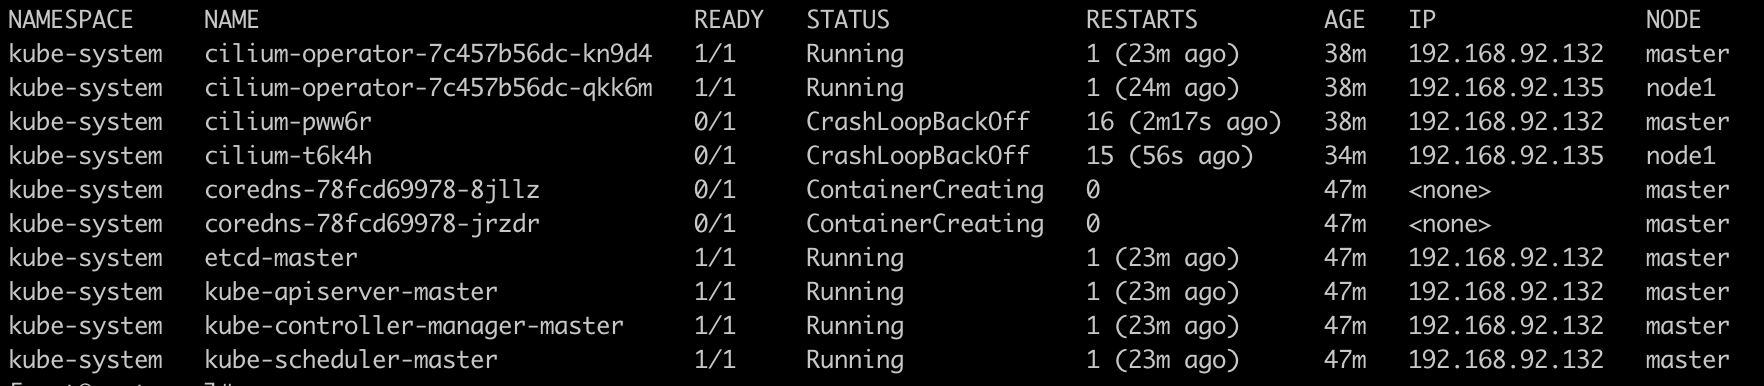 NAMESPACE NAME READY STATUS RESTARTS AGE IP NODE
kube-system cilium-operator-7c457b56dc-kn9d4 1/1 Running 1 (23m ago) 38m 192.168.92.132 master
kube-system cilium-operator-7c457b56dc-qkk6m 1/1 Running 1 (24m ago) 38m 192.168.92.135 node1
kube-system cilium-pww6r 0/1 CrashLoopBackOff 16 (2m17s ago) 38m 192.168.92.132 master
kube-system cilium-t6k4h 0/1 CrashLoopBackOff 15 (56s ago) 34m 192.168.92.135 node1
kube-system coredns-78fcd69978-8jllz 0/1 ContainerCreating 0 47m <none> master
kube-system coredns-78fcd69978-jrzdr 0/1 ContainerCreating 0 47m <none> master
kube-system etcd-master 1/1 Running 1 (23m ago) 47m 192.168.92.132 master
kube-system kube-apiserver-master 1/1 Running 1 (23m ago) 47m 192.168.92.132 master
kube-system kube-controller-manager-master 1/1 Running 1 (23m ago) 47m 192.168.92.132 master
kube-system kube-scheduler-master 1/1 Running 1 (23m ago) 47m 192.168.92.132 master